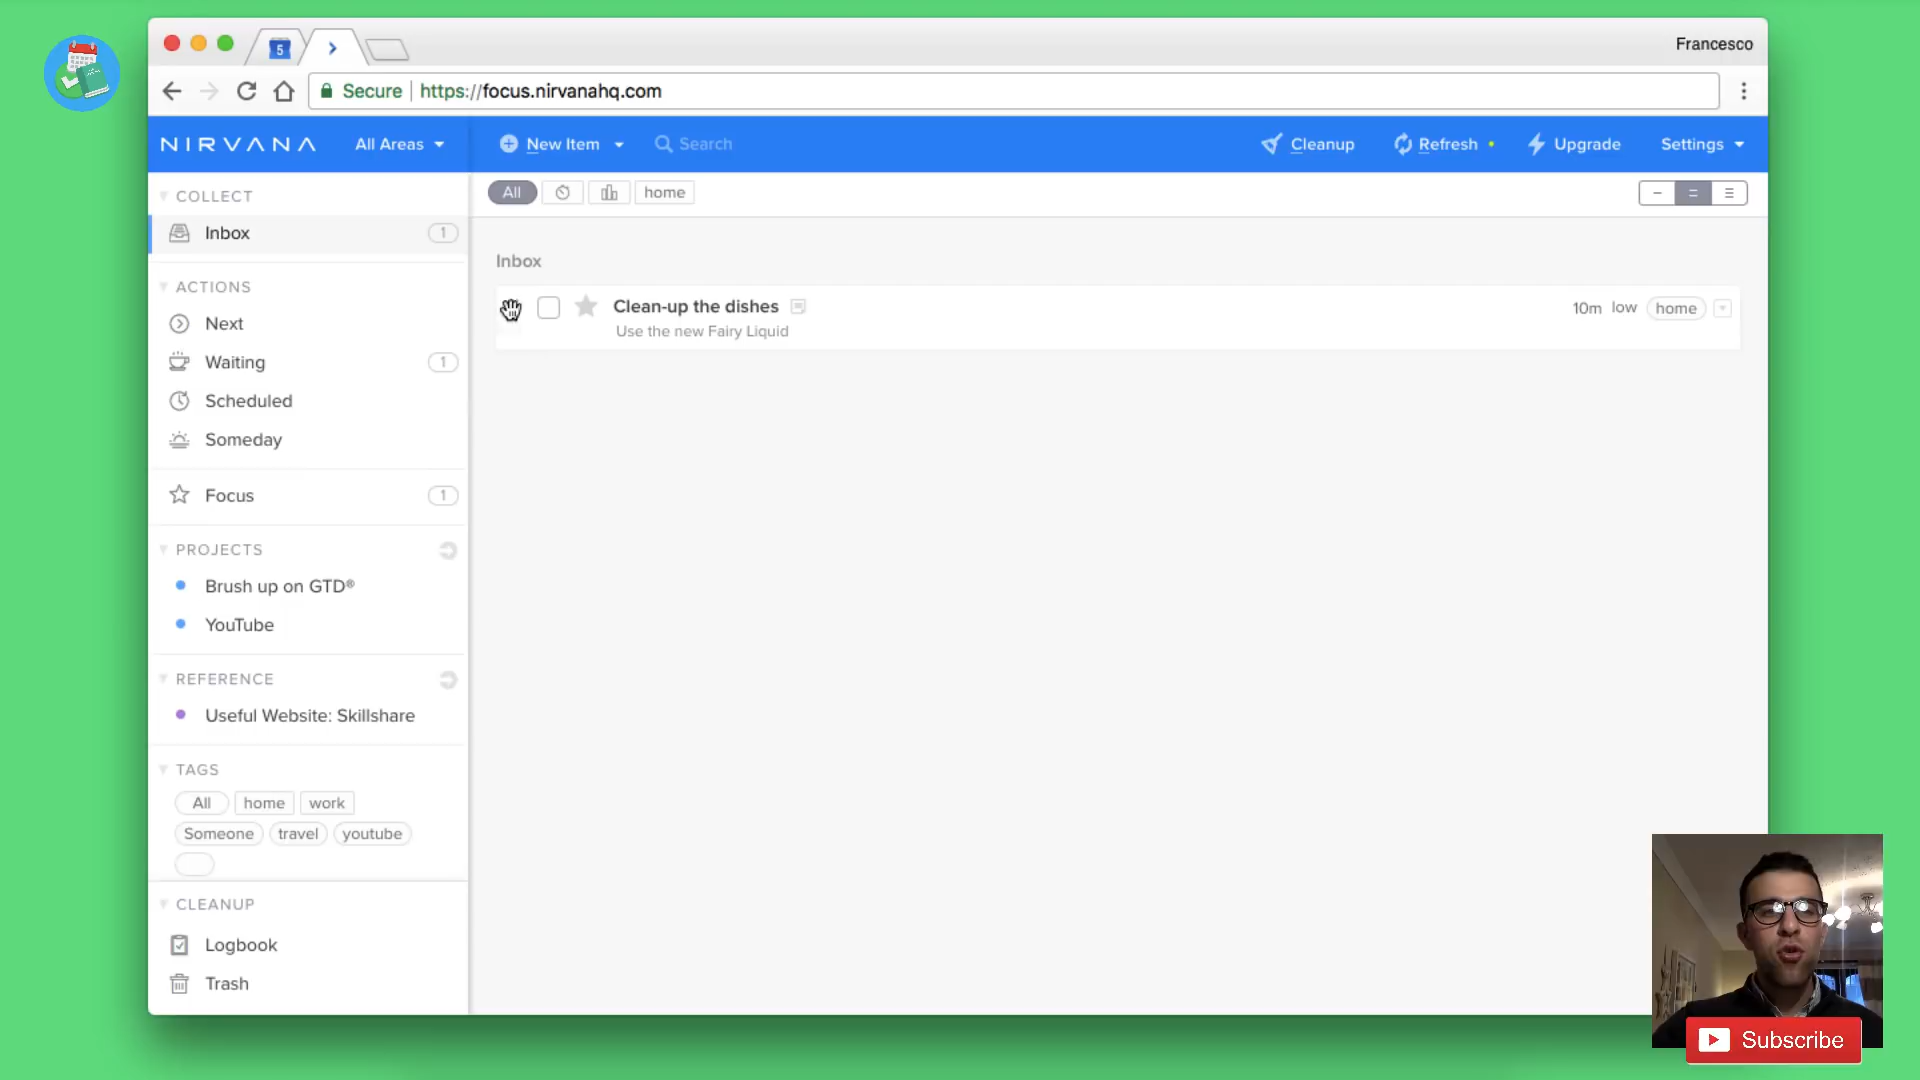 Francesco
5
Secure https://focus.nirvanahq.com
NIRVANA All Areas New Item Search Cleanup Refresh Upgrade Settings
COLLECT
Inbox 1
ACTIONS
Next
Waiting 1
Scheduled
Someday
Focus 1
PROJECTS
Brush up on GTD®
YouTube
REFERENCE
Useful Website: Skillshare
TAGS
All home work
Someone travel youtube
CLEANUP
Logbook
Trash
All home
Inbox
Clean-up the dishes 10m low home
Use the new Fairy Liquid
Subscribe